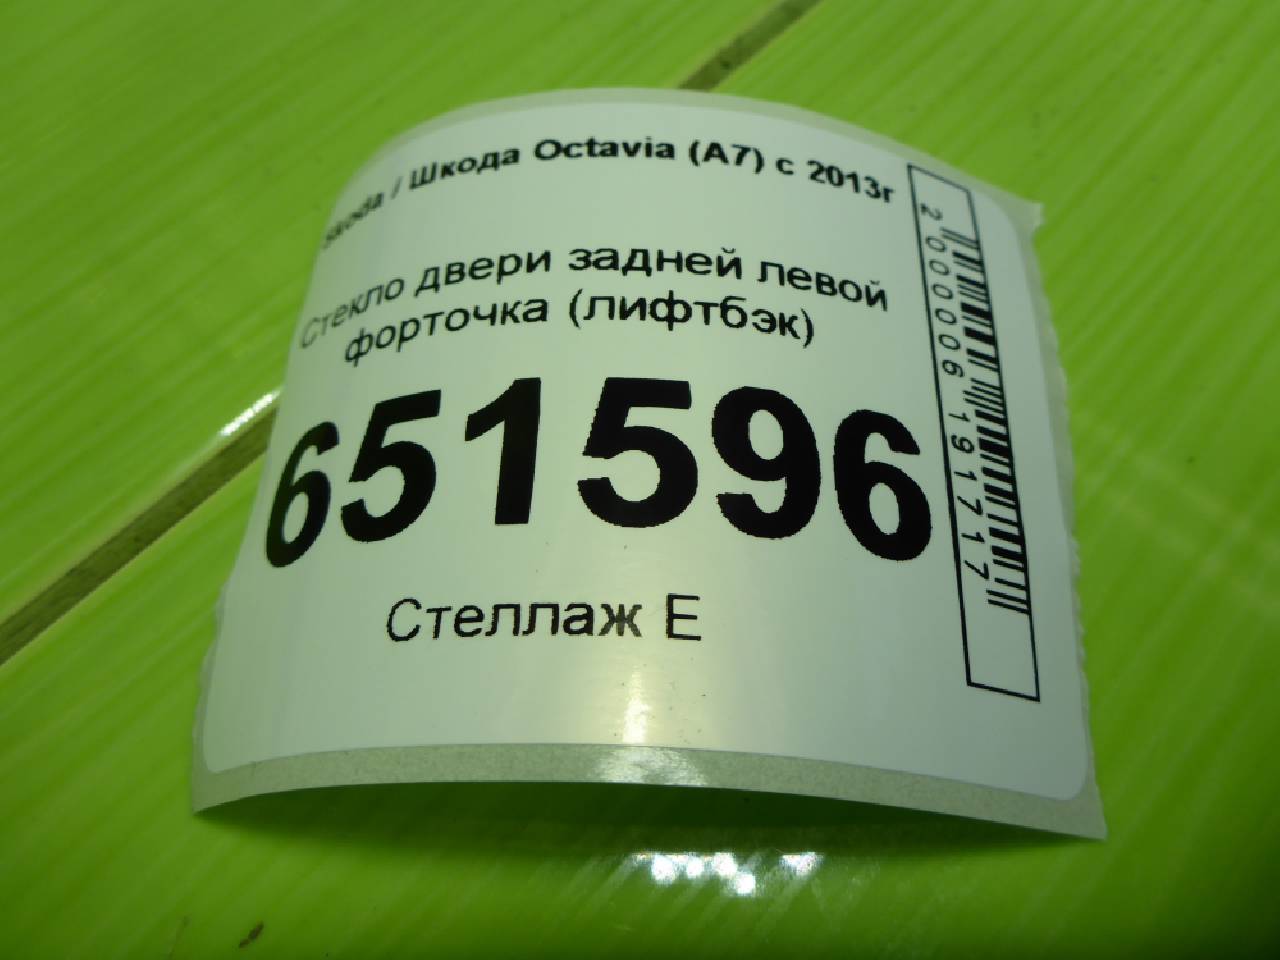 Skoda / Шкода Octavia (A7) с 2013г
Стекло двери задней левой
форточка (лифтбэк)
651596
Стеллаж Е
2000006191717